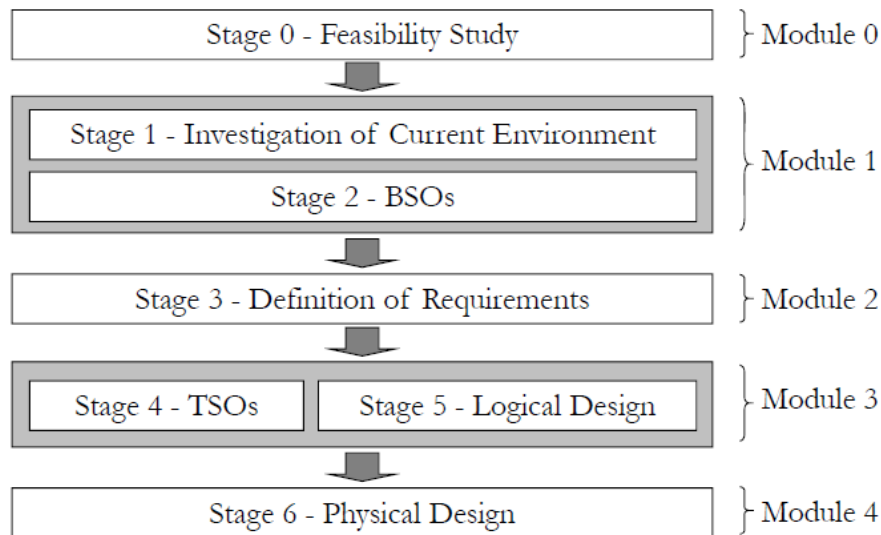 Stage 0 - Feasibility Study
Module 0
Stage 1 - Investigation of Current Environment
Stage 2 - BSOs
Module 1
Stage 3 - Definition of Requirements
Module 2
Stage 4 - TSOs
Stage 5 - Logical Design
Module 3
Stage 6 - Physical Design
Module 4